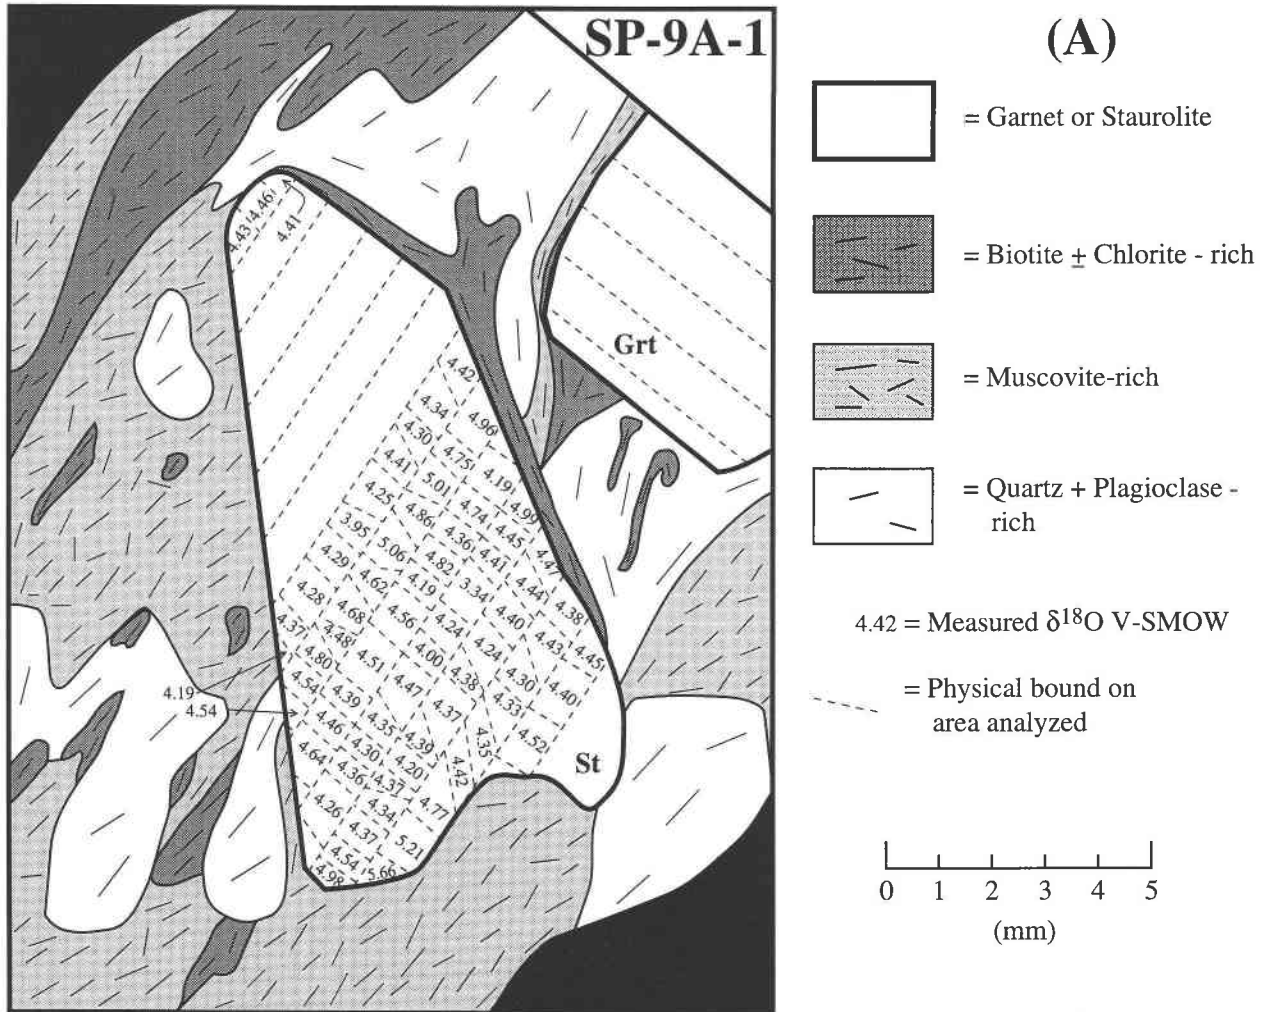 SP-9A-1
(A)
= Garnet or Staurolite
= Biotite ± Chlorite - rich
= Muscovite-rich
= Quartz + Plagioclase -
rich
4.42 = Measured δ¹⁸O V-SMOW
= Physical bound on
area analyzed
0 1 2 3 4 5
(mm)
Grt
St
4.43 4.46
4.41
4.42
4.34 4.96
4.30 4.75 4.19 4.99
4.41 5.01 4.74 4.45 4.47
4.25 4.86 4.36 4.41 4.44 4.38
3.95 5.06 4.82 3.34 4.40 4.43 4.45
4.29 4.62 4.19 4.24 4.24 4.30 4.40
4.28 4.68 4.56 4.00 4.38 4.33 4.52
4.37 4.48 4.51 4.47 4.37 4.35
4.19
4.80 4.39 4.35 4.39 4.42
4.54
4.54 4.46 4.30 4.20
4.64 4.36 4.37 4.77
4.26 4.34
4.37 5.21
4.54 5.66
4.98